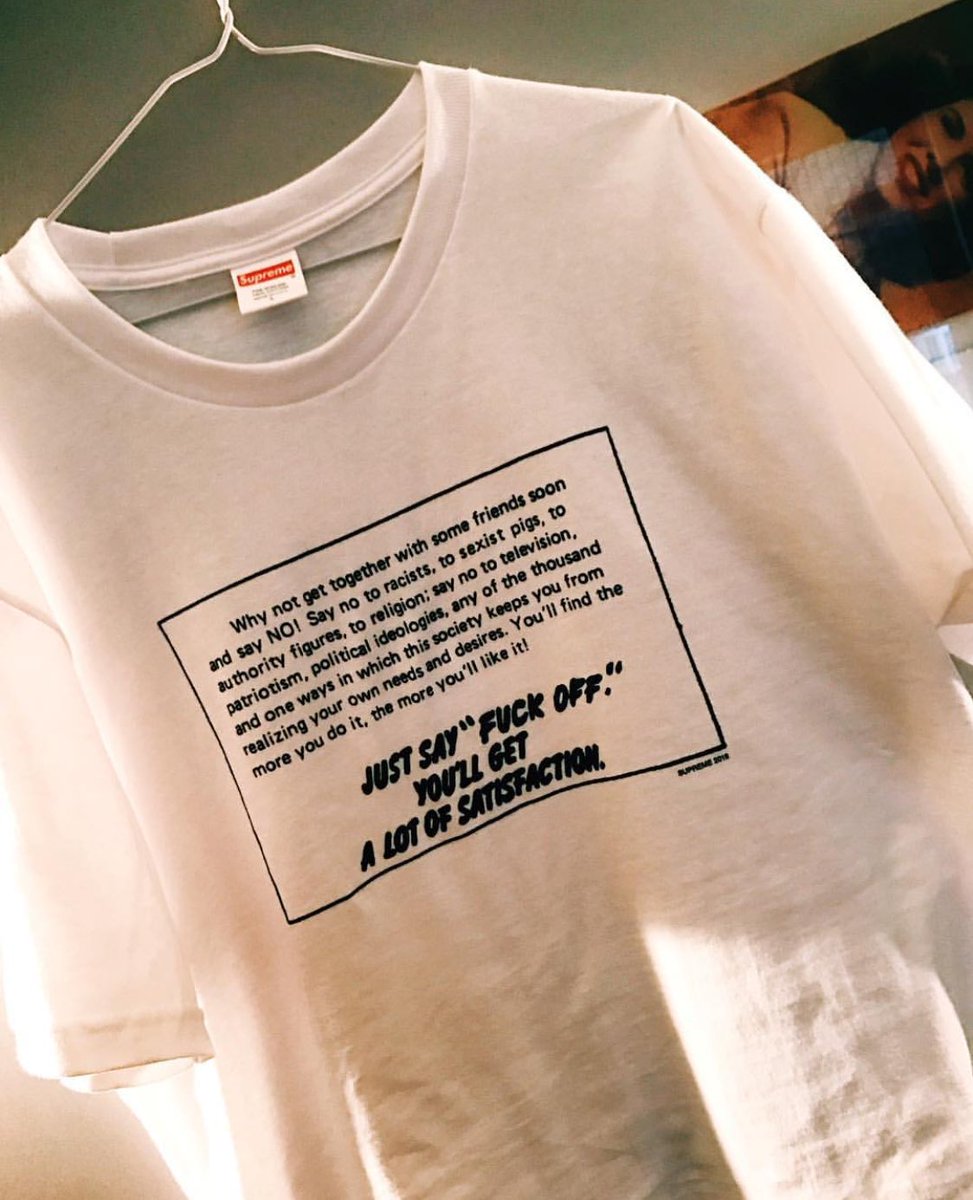 Supreme
Why not get together with some friends soon
and say NO! Say no to racists, to sexist pigs, to
authority figures, to religion; say no to television,
patriotism, political ideologies, any of the thousand
and one ways in which this society keeps you from
realizing your own needs and desires. You'll find the
more you do it, the more you'll like it!
JUST SAY “FUCK OFF.”
YOU'LL GET
A LOT OF SATISFACTION.
SUPREME 2018